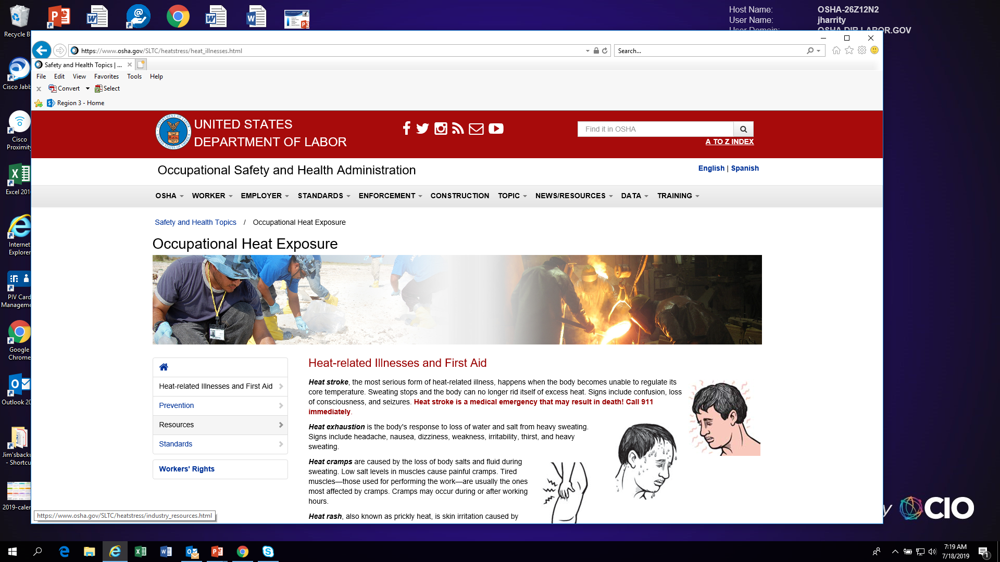 Host Name: OSHA-26Z12N2
User Name: jharrity
User Domain: OSHA.DIR.LABOR.GOV
Recycle B
https://www.osha.gov/SLTC/heatstress/heat_illnesses.html
Search...
Safety and Health Topics | ...
File Edit View Favorites Tools Help
x Convert Select
Region 3 - Home
Cisco Jabb
Cisco
Proximity
Excel 201
Internet
Explorer
PIV Card
Manageme
Google
Chrome
Outlook 20
Jim'sbacku
- Shortcu
2019-caler
UNITED STATES
DEPARTMENT OF LABOR
Find it in OSHA
A TO Z INDEX
Occupational Safety and Health Administration
English | Spanish
OSHA WORKER EMPLOYER STANDARDS ENFORCEMENT CONSTRUCTION TOPIC NEWS/RESOURCES DATA TRAINING
Safety and Health Topics / Occupational Heat Exposure
Occupational Heat Exposure
Heat-related Illnesses and First Aid
Prevention
Resources
Standards
Workers' Rights
Heat-related Illnesses and First Aid
Heat stroke, the most serious form of heat-related illness, happens when the body becomes unable to regulate its
core temperature. Sweating stops and the body can no longer rid itself of excess heat. Signs include confusion, loss
of consciousness, and seizures. Heat stroke is a medical emergency that may result in death! Call 911
immediately.
Heat exhaustion is the body's response to loss of water and salt from heavy sweating.
Signs include headache, nausea, dizziness, weakness, irritability, thirst, and heavy
sweating.
Heat cramps are caused by the loss of body salts and fluid during
sweating. Low salt levels in muscles cause painful cramps. Tired
muscles—those used for performing the work—are usually the ones
most affected by cramps. Cramps may occur during or after working
hours.
Heat rash, also known as prickly heat, is skin irritation caused by
https://www.osha.gov/SLTC/heatstress/industry_resources.html
y OCIO
7:19 AM
7/18/2019
1